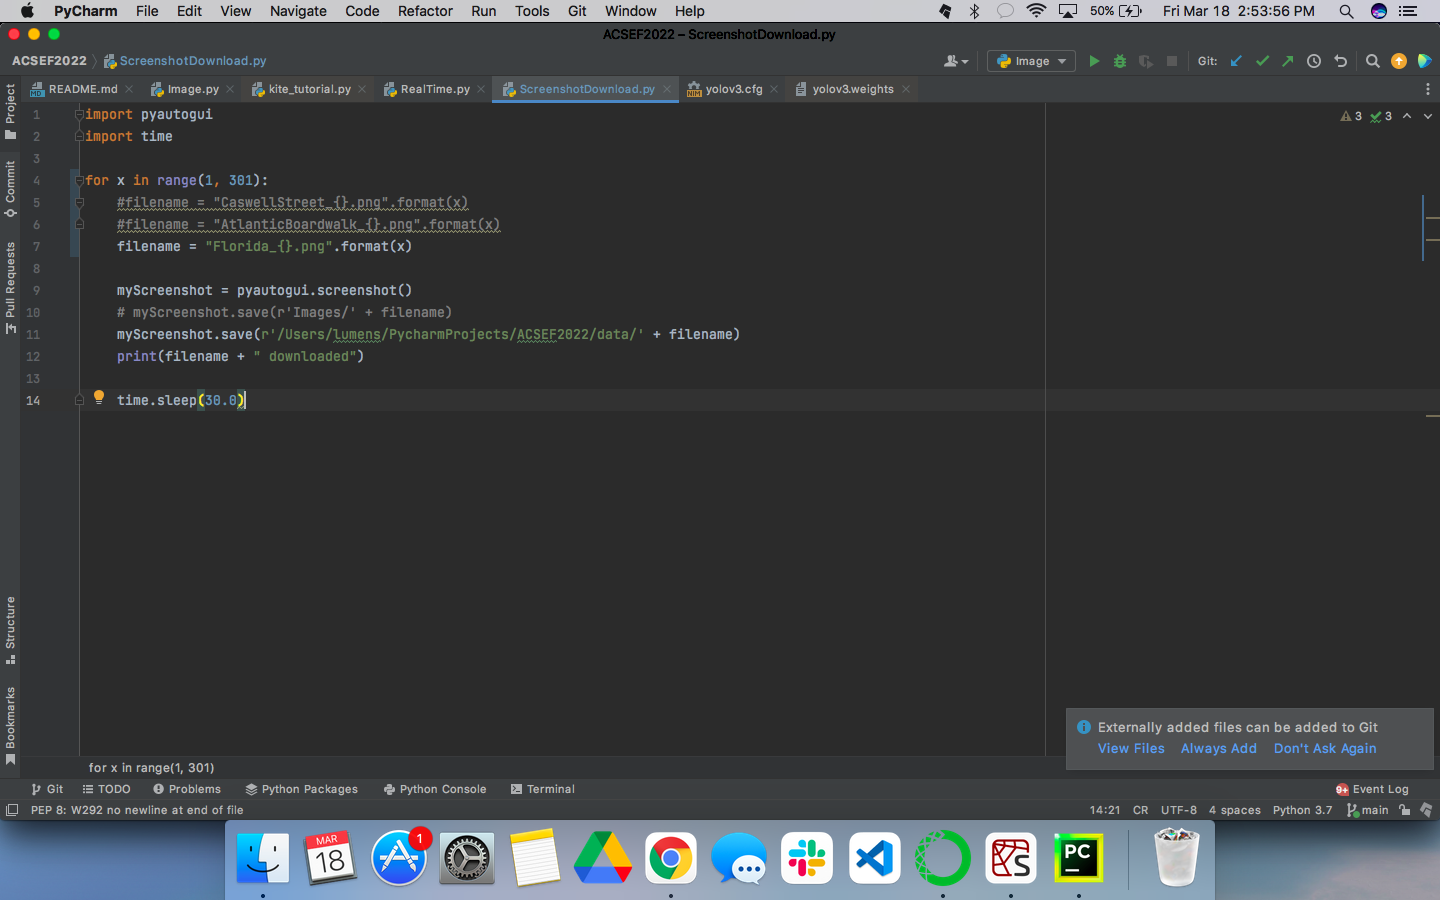 PyCharm File Edit View Navigate Code Refactor Run Tools Git Window Help 50% Fri Mar 18 2:53:56 PM
ACSEF2022 – ScreenshotDownload.py
ACSEF2022 ScreenshotDownload.py Image Git:
README.md Image.py kite_tutorial.py RealTime.py ScreenshotDownload.py yolov3.cfg yolov3.weights
Project
Commit
Pull Requests
Structure
Bookmarks
3 3
1 import pyautogui
2 import time
3
4 for x in range(1, 301):
5 #filename = "CaswellStreet_{}.png".format(x)
6 #filename = "AtlanticBoardwalk_{}.png".format(x)
7 filename = "Florida_{}.png".format(x)
8
9 myScreenshot = pyautogui.screenshot()
10 # myScreenshot.save(r'Images/' + filename)
11 myScreenshot.save(r'/Users/lumens/PycharmProjects/ACSEF2022/data/' + filename)
12 print(filename + " downloaded")
13
14 time.sleep(30.0)
Externally added files can be added to Git
View Files Always Add Don't Ask Again
for x in range(1, 301)
Git TODO Problems Python Packages Python Console Terminal 9+ Event Log
PEP 8: W292 no newline at end of file 14:21 CR UTF-8 4 spaces Python 3.7 main
MAR
18
1
PC